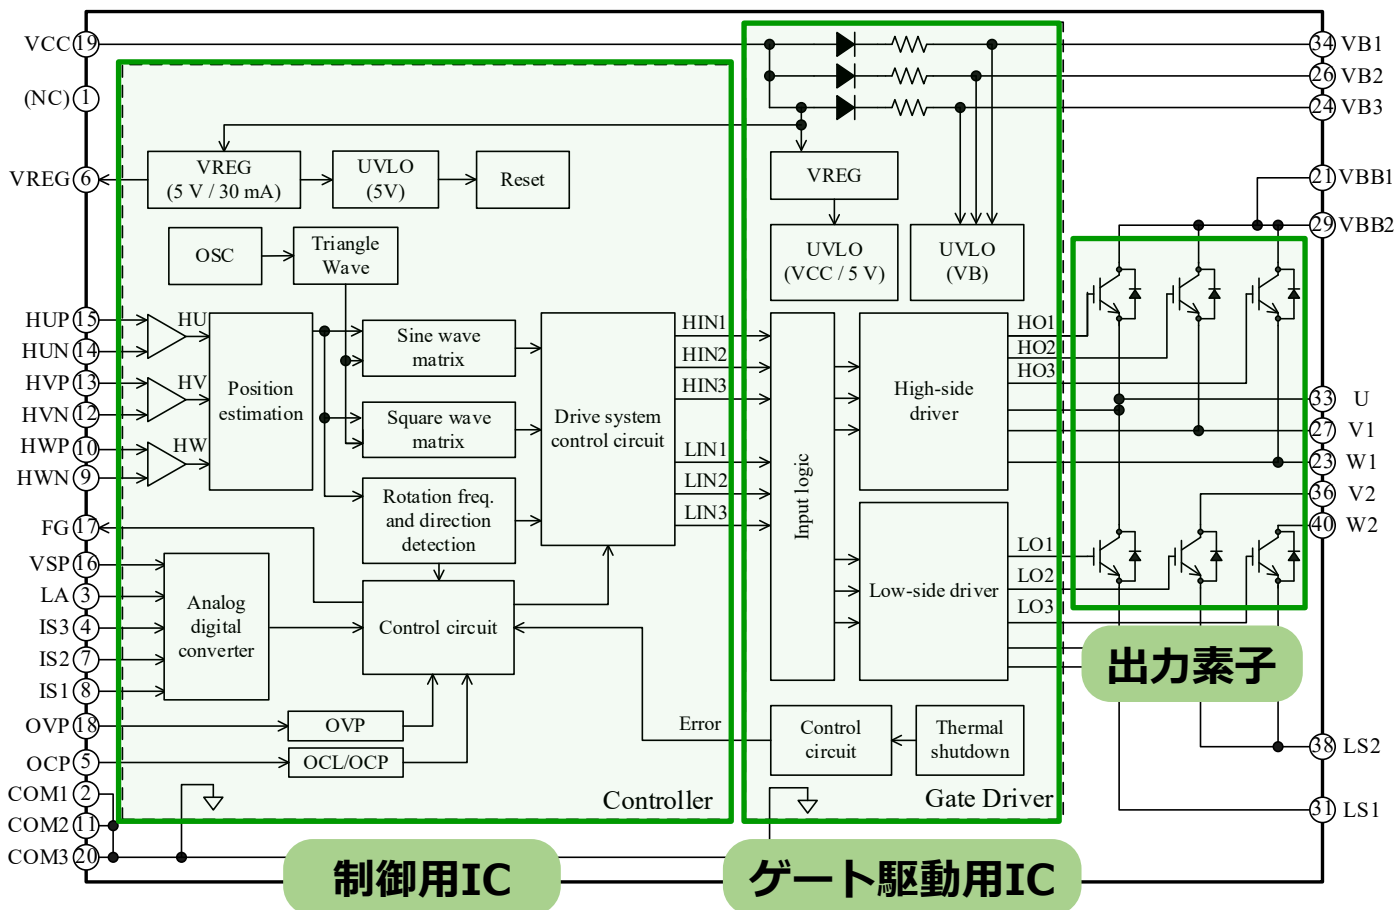 VCC 19
(NC) 1
VREG 6
HUP 15
HUN 14
HVP 13
HVN 12
HWP 10
HWN 9
FG 17
VSP 16
LA 3
IS3 4
IS2 7
IS1 8
OVP 18
OCP 5
COM1 2
COM2 11
COM3 20
VREG
(5 V / 30 mA)
UVLO
(5V)
Reset
OSC
Triangle
Wave
HU
HV
HW
Position
estimation
Sine wave
matrix
Square wave
matrix
Rotation freq.
and direction
detection
Drive system
control circuit
Analog
digital
converter
Control circuit
OVP
OCL/OCP
Controller
HIN1
HIN2
HIN3
LIN1
LIN2
LIN3
Error
VREG
UVLO
(VCC / 5 V)
UVLO
(VB)
Input logic
High-side
driver
Low-side driver
Control
circuit
Thermal
shutdown
Gate Driver
HO1
HO2
HO3
LO1
LO2
LO3
34 VB1
26 VB2
24 VB3
21 VBB1
29 VBB2
33 U
27 V1
23 W1
36 V2
40 W2
38 LS2
31 LS1
出力素子
制御用IC
ゲート駆動用IC